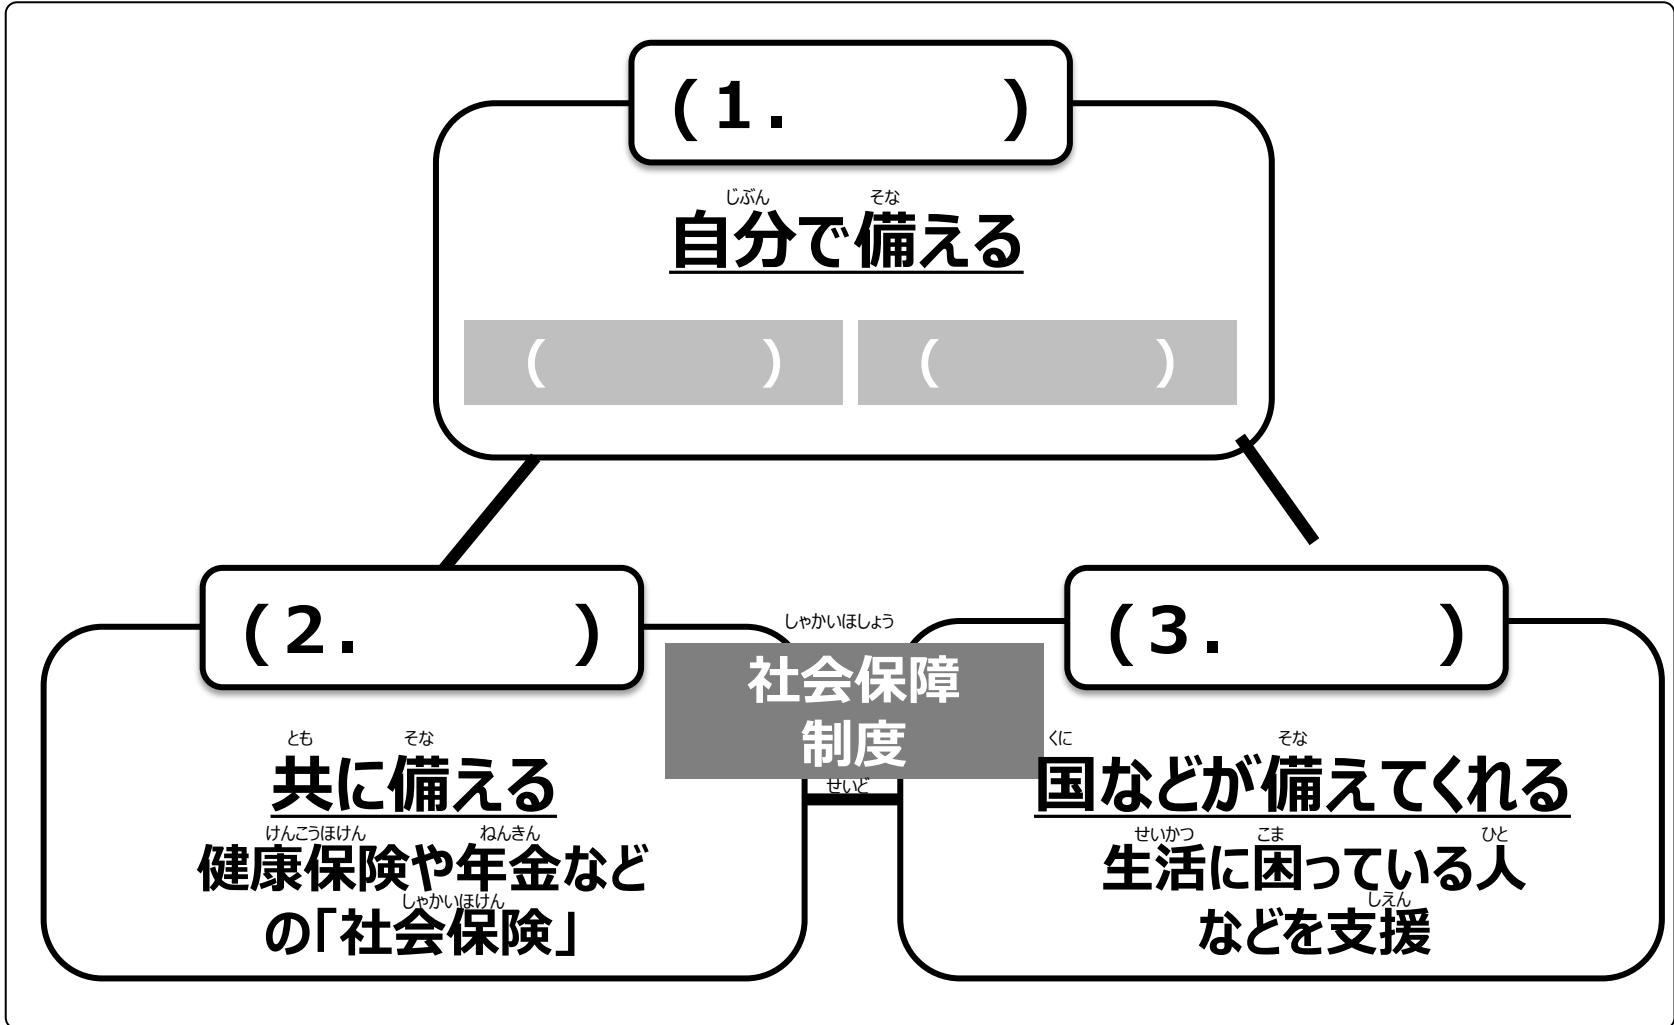 (1.　　　)
じぶん　そな
自分で備える
(　　　) (　　　)
(2.　　　)
とも　そな
共に備える
けんこうほけん　ねんきん
健康保険や年金など
しゃかいほけん
の「社会保険」
しゃかいほしょう
社会保障
制度
せいど
(3.　　　)
くに　そな
国などが備えてくれる
せいかつ　こま　ひと
生活に困っている人
しえん
などを支援